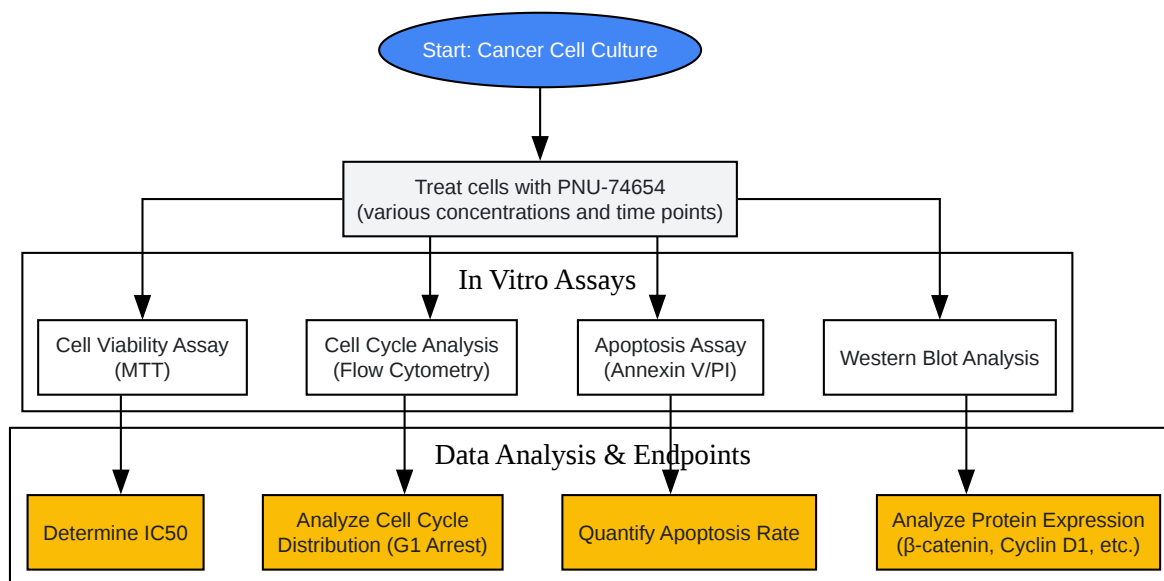 Start: Cancer Cell Culture
Treat cells with PNU-74654
(various concentrations and time points)
In Vitro Assays
Cell Viability Assay
(MTT)
Cell Cycle Analysis
(Flow Cytometry)
Apoptosis Assay
(Annexin V/PI)
Western Blot Analysis
Data Analysis & Endpoints
Determine IC50
Analyze Cell Cycle
Distribution (G1 Arrest)
Quantify Apoptosis Rate
Analyze Protein Expression
(β-catenin, Cyclin D1, etc.)